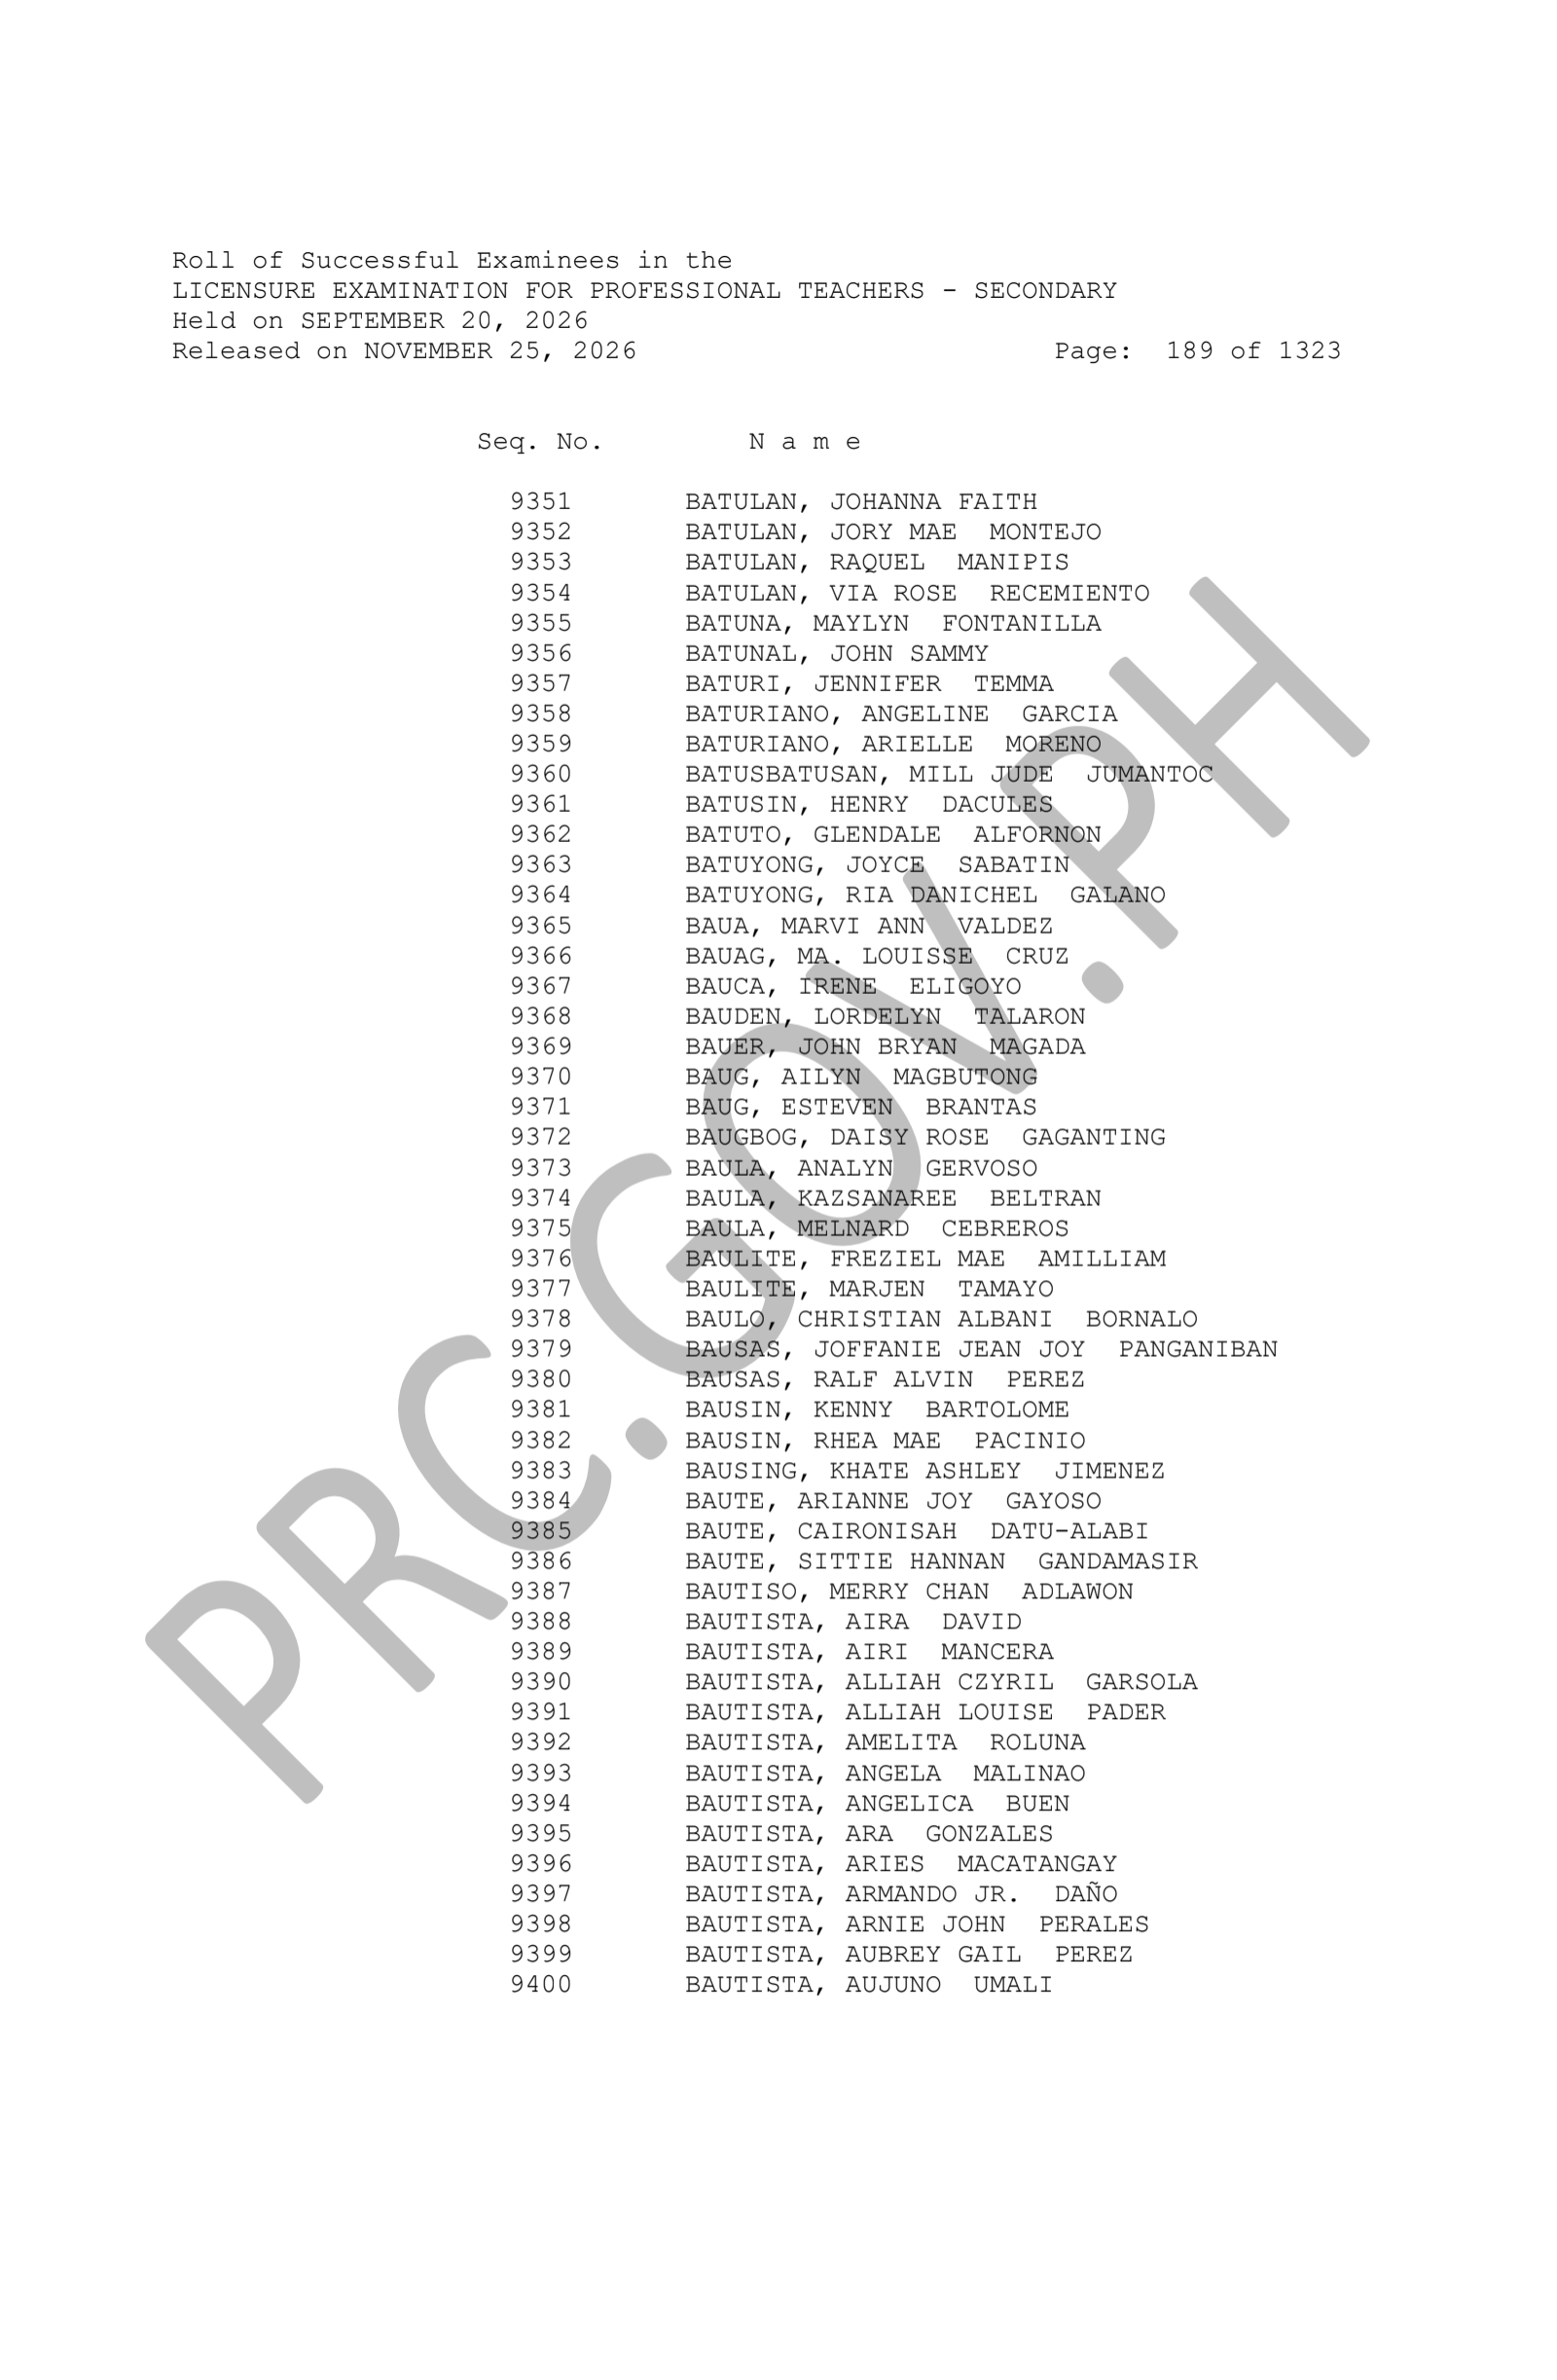 Roll of Successful Examinees in the
LICENSURE EXAMINATION FOR PROFESSIONAL TEACHERS - SECONDARY
Held on SEPTEMBER 20, 2026
Released on NOVEMBER 25, 2026 Page: 189 of 1323
Seq. No. N a m e
9351 BATULAN, JOHANNA FAITH
9352 BATULAN, JORY MAE MONTEJO
9353 BATULAN, RAQUEL MANIPIS
9354 BATULAN, VIA ROSE RECEMIENTO
9355 BATUNA, MAYLYN FONTANILLA
9356 BATUNAL, JOHN SAMMY
9357 BATURI, JENNIFER TEMMA
9358 BATURIANO, ANGELINE GARCIA
9359 BATURIANO, ARIELLE MORENO
9360 BATUSBATUSAN, MILL JUDE JUMANTOC
9361 BATUSIN, HENRY DACULES
9362 BATUTO, GLENDALE ALFORNON
9363 BATUYONG, JOYCE SABATIN
9364 BATUYONG, RIA DANICHEL GALANO
9365 BAUA, MARVI ANN VALDEZ
9366 BAUAG, MA. LOUISSE CRUZ
9367 BAUCA, IRENE ELIGOYO
9368 BAUDEN, LORDELYN TALARON
9369 BAUER, JOHN BRYAN MAGADA
9370 BAUG, AILYN MAGBUTONG
9371 BAUG, ESTEVEN BRANTAS
9372 BAUGBOG, DAISY ROSE GAGANTING
9373 BAULA, ANALYN GERVOSO
9374 BAULA, KAZSANAREE BELTRAN
9375 BAULA, MELNARD CEBREROS
9376 BAULITE, FREZIEL MAE AMILLIAM
9377 BAULITE, MARJEN TAMAYO
9378 BAULO, CHRISTIAN ALBANI BORNALO
9379 BAUSAS, JOFFANIE JEAN JOY PANGANIBAN
9380 BAUSAS, RALF ALVIN PEREZ
9381 BAUSIN, KENNY BARTOLOME
9382 BAUSIN, RHEA MAE PACINIO
9383 BAUSING, KHATE ASHLEY JIMENEZ
9384 BAUTE, ARIANNE JOY GAYOSO
9385 BAUTE, CAIRONISAH DATU-ALABI
9386 BAUTE, SITTIE HANNAN GANDAMASIR
9387 BAUTISO, MERRY CHAN ADLAWON
9388 BAUTISTA, AIRA DAVID
9389 BAUTISTA, AIRI MANCERA
9390 BAUTISTA, ALLIAH CZYRIL GARSOLA
9391 BAUTISTA, ALLIAH LOUISE PADER
9392 BAUTISTA, AMELITA ROLUNA
9393 BAUTISTA, ANGELA MALINAO
9394 BAUTISTA, ANGELICA BUEN
9395 BAUTISTA, ARA GONZALES
9396 BAUTISTA, ARIES MACATANGAY
9397 BAUTISTA, ARMANDO JR. DAÑO
9398 BAUTISTA, ARNIE JOHN PERALES
9399 BAUTISTA, AUBREY GAIL PEREZ
9400 BAUTISTA, AUJUNO UMALI
PRC.GOV.PH